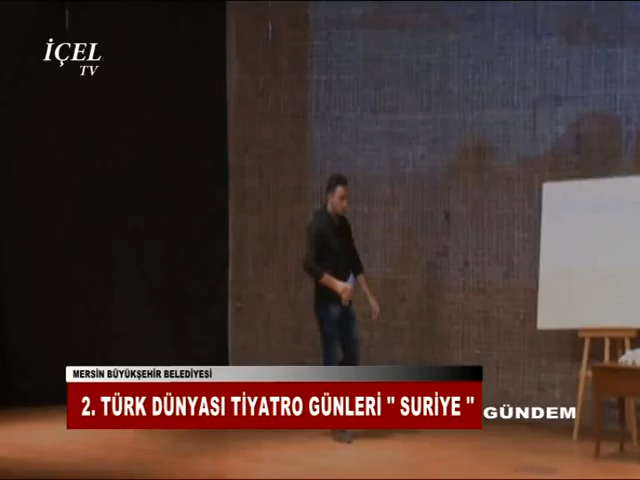 İÇEL
TV
MERSİN BÜYÜKŞEHİR BELEDİYESİ
2. TÜRK DÜNYASI TİYATRO GÜNLERİ " SURİYE "
GÜNDEM